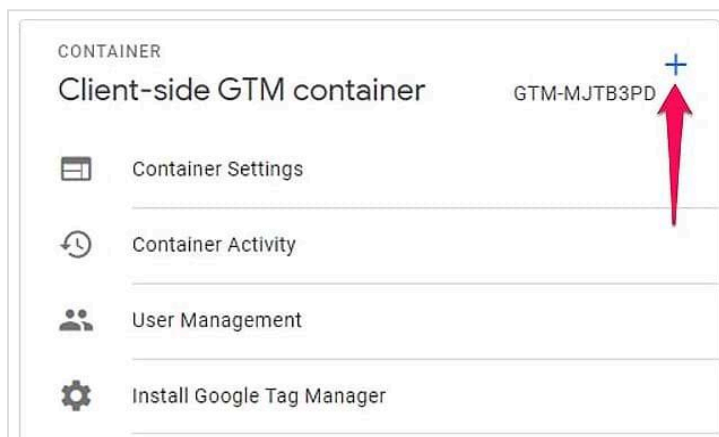 CONTAINER
Client-side GTM container
GTM-MJTB3PD
Container Settings
Container Activity
User Management
Install Google Tag Manager